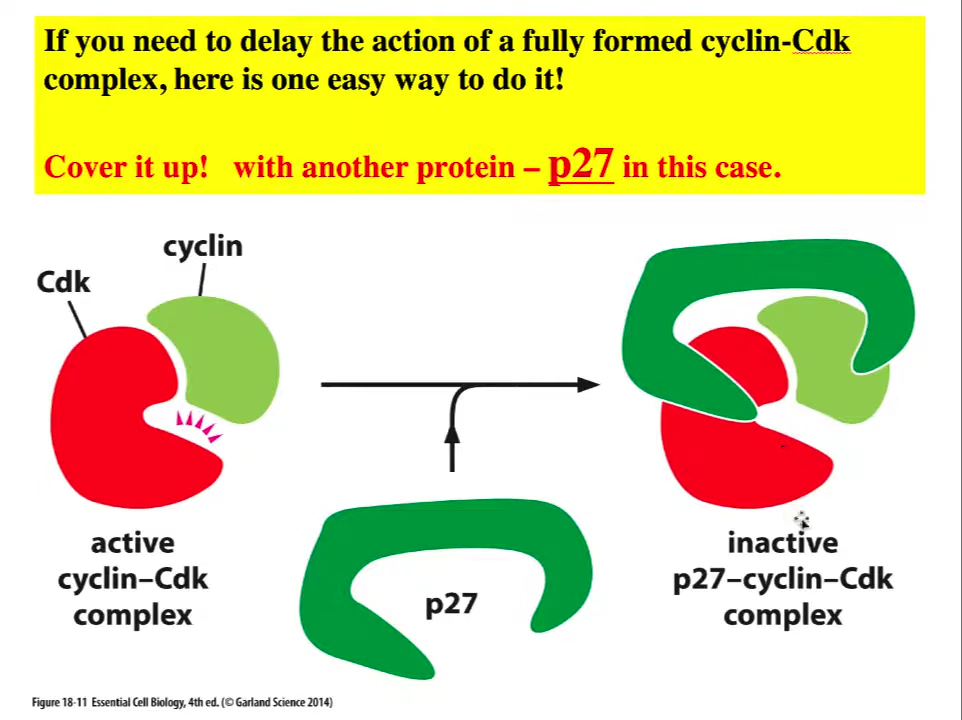 If you need to delay the action of a fully formed cyclin-Cdk
complex, here is one easy way to do it!
Cover it up! with another protein – p27 in this case.
cyclin
Cdk
active
cyclin–Cdk
complex
p27
inactive
p27–cyclin–Cdk
complex
Figure 18-11 Essential Cell Biology, 4th ed. (© Garland Science 2014)